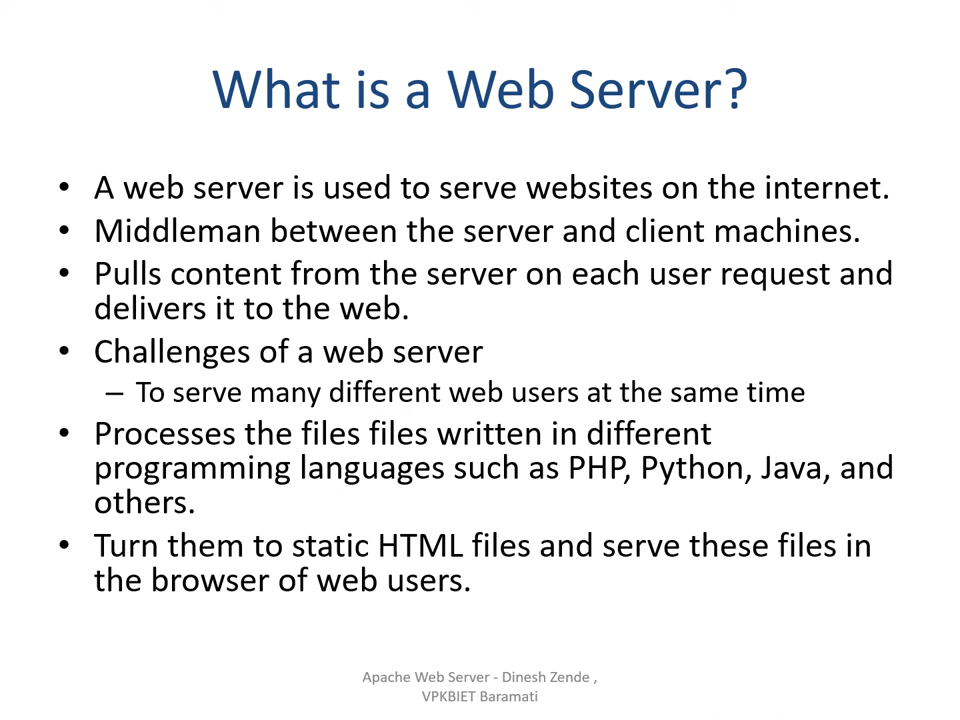 What is a Web Server?
• A web server is used to serve websites on the internet.
• Middleman between the server and client machines.
• Pulls content from the server on each user request and
delivers it to the web.
• Challenges of a web server
– To serve many different web users at the same time
• Processes the files files written in different
programming languages such as PHP, Python, Java, and
others.
• Turn them to static HTML files and serve these files in
the browser of web users.
Apache Web Server - Dinesh Zende ,
VPKBIET Baramati